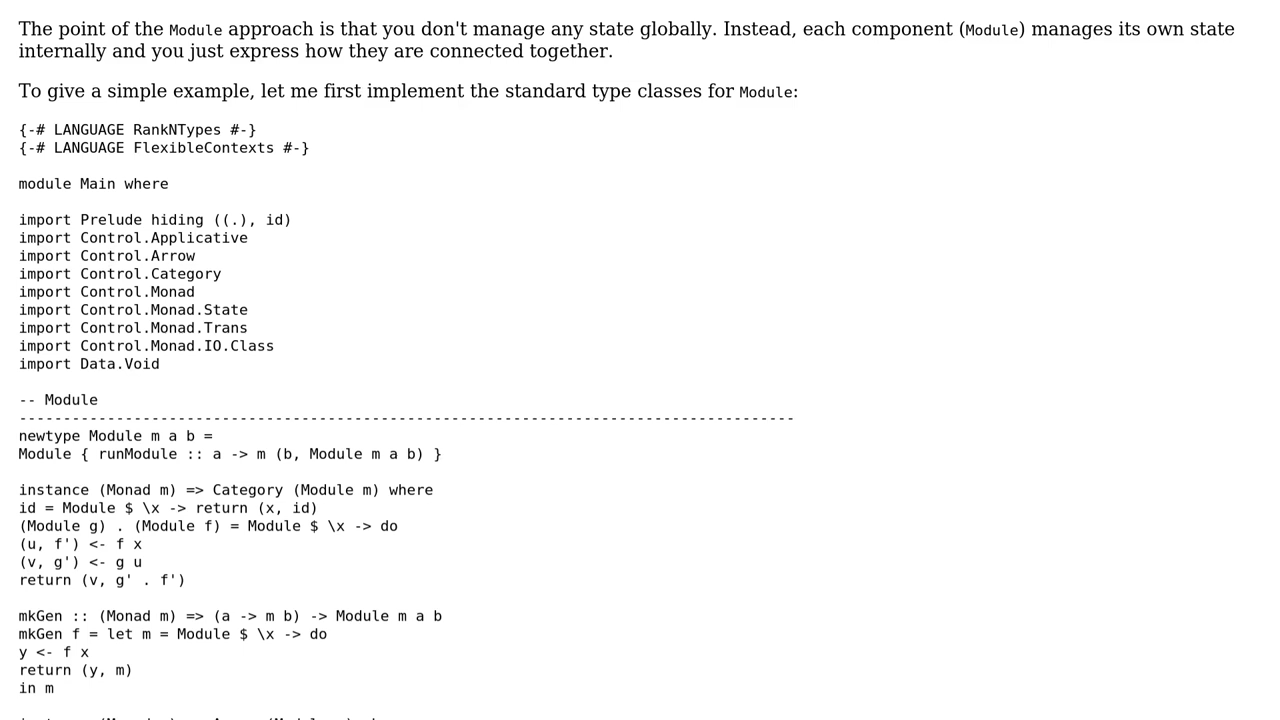 The point of the Module approach is that you don't manage any state globally. Instead, each component (Module) manages its own state
internally and you just express how they are connected together.
To give a simple example, let me first implement the standard type classes for Module:
{-# LANGUAGE RankNTypes #-}
{-# LANGUAGE FlexibleContexts #-}
module Main where
import Prelude hiding ((.), id)
import Control.Applicative
import Control.Arrow
import Control.Category
import Control.Monad
import Control.Monad.State
import Control.Monad.Trans
import Control.Monad.IO.Class
import Data.Void
-- Module
----------------------------------------------------------------------------------------
newtype Module m a b =
Module { runModule :: a -> m (b, Module m a b) }
instance (Monad m) => Category (Module m) where
id = Module $ \x -> return (x, id)
(Module g) . (Module f) = Module $ \x -> do
(u, f') <- f x
(v, g') <- g u
return (v, g' . f')
mkGen :: (Monad m) => (a -> m b) -> Module m a b
mkGen f = let m = Module $ \x -> do
y <- f x
return (y, m)
in m